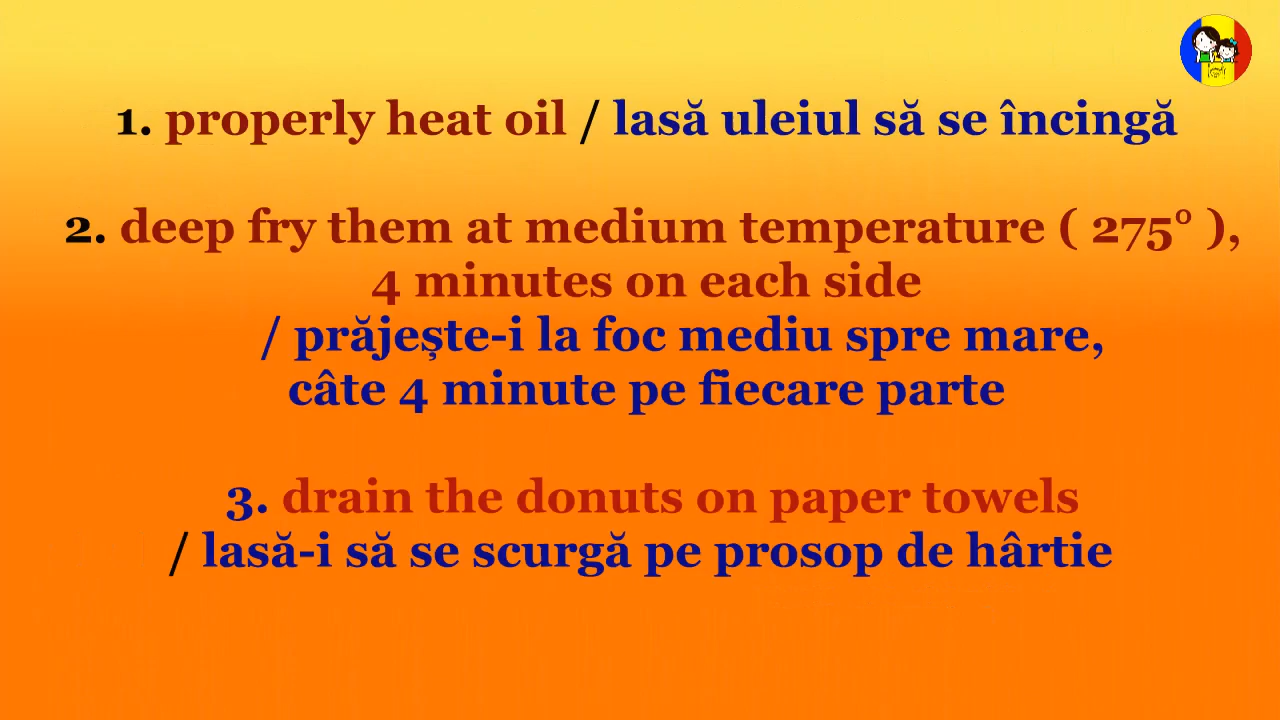 1. properly heat oil / lasă uleiul să se încingă
2. deep fry them at medium temperature ( 275° ),
4 minutes on each side
/ prăjește-i la foc mediu spre mare,
câte 4 minute pe fiecare parte
3. drain the donuts on paper towels
/ lasă-i să se scurgă pe prosop de hârtie